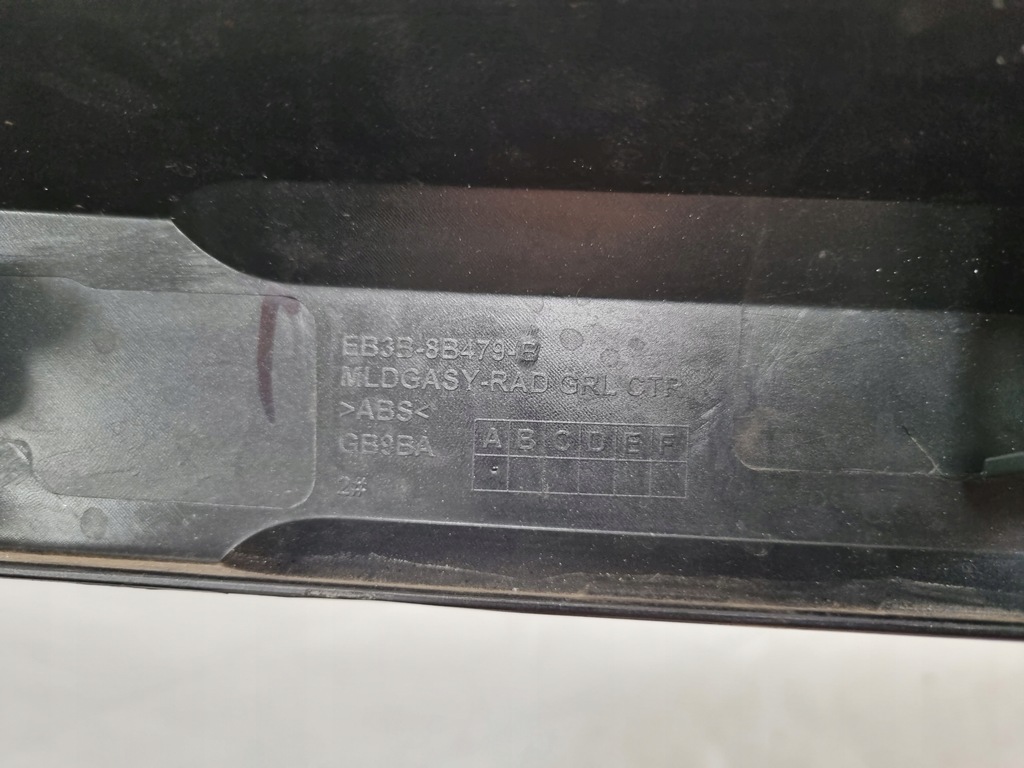 EB3B-8B479-B
MLDGASY-RAD GRL CTR
>ABS<
GB9BA
A B C D E F
2#